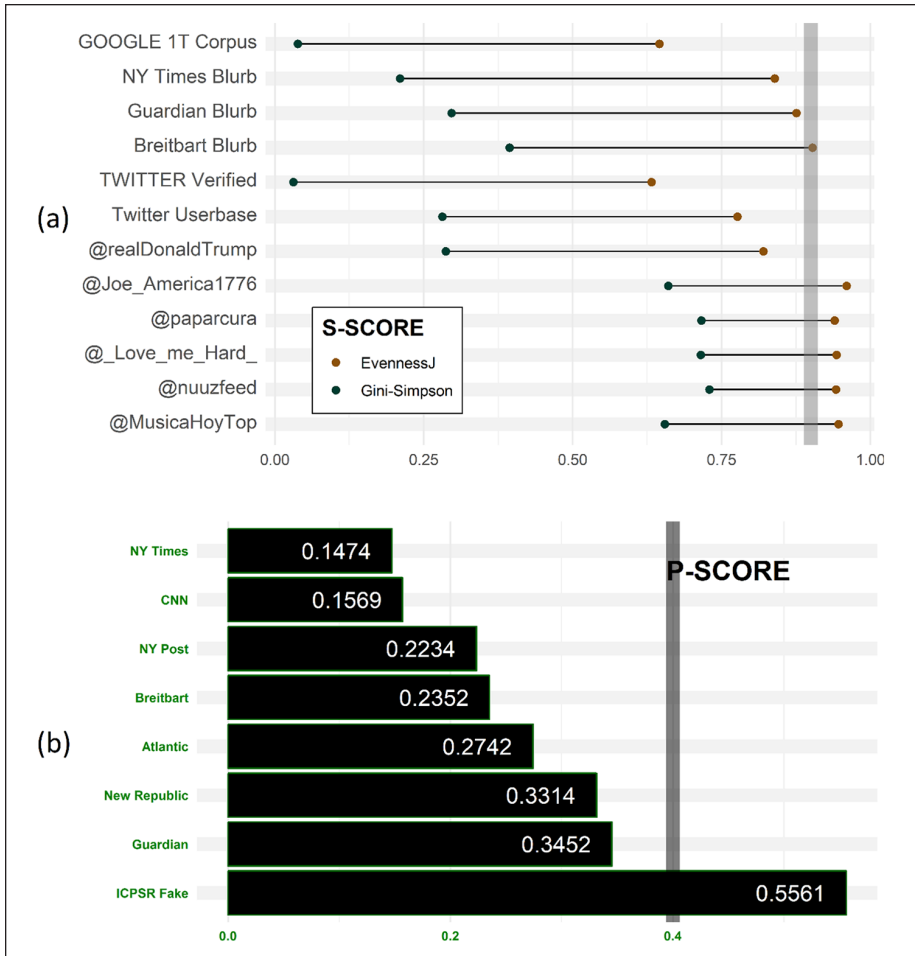 GOOGLE 1T Corpus
NY Times Blurb
Guardian Blurb
Breitbart Blurb
TWITTER Verified
(a)
Twitter Userbase
@realDonaldTrump
@Joe_America1776
@paparcura
@_Love_me_Hard_
@nuuzfeed
@MusicaHoyTop
S-SCORE
EvennessJ
Gini-Simpson
0.00 0.25 0.50 0.75 1.00
NY Times 0.1474
P-SCORE
CNN 0.1569
NY Post 0.2234
Breitbart 0.2352
(b)
Atlantic 0.2742
New Republic 0.3314
Guardian 0.3452
ICPSR Fake 0.5561
0.0 0.2 0.4